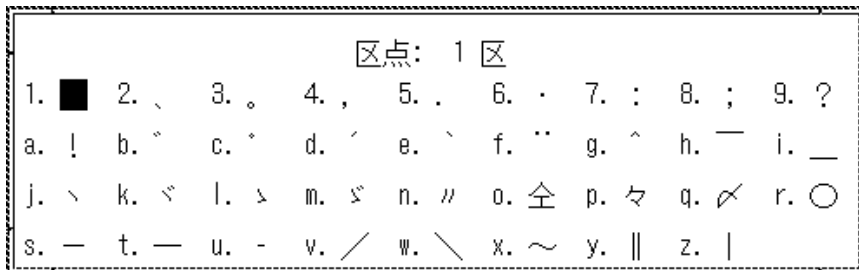 区点: 1 区
1. ■ 2. 、 3. 。 4. , 5. . 6. ・ 7. : 8. ; 9. ?
a. ! b. ゛ c. ゜ d. ´ e. ` f. ¨ g. ^ h. ‾ i. _
j. ヽ k. ヾ l. ゝ m. ゞ n. 〃 o. 仝 p. 々 q. 〆 r. 〇
s. ー t. ― u. ‐ v. / w. \ x. ~ y. ‖ z. |